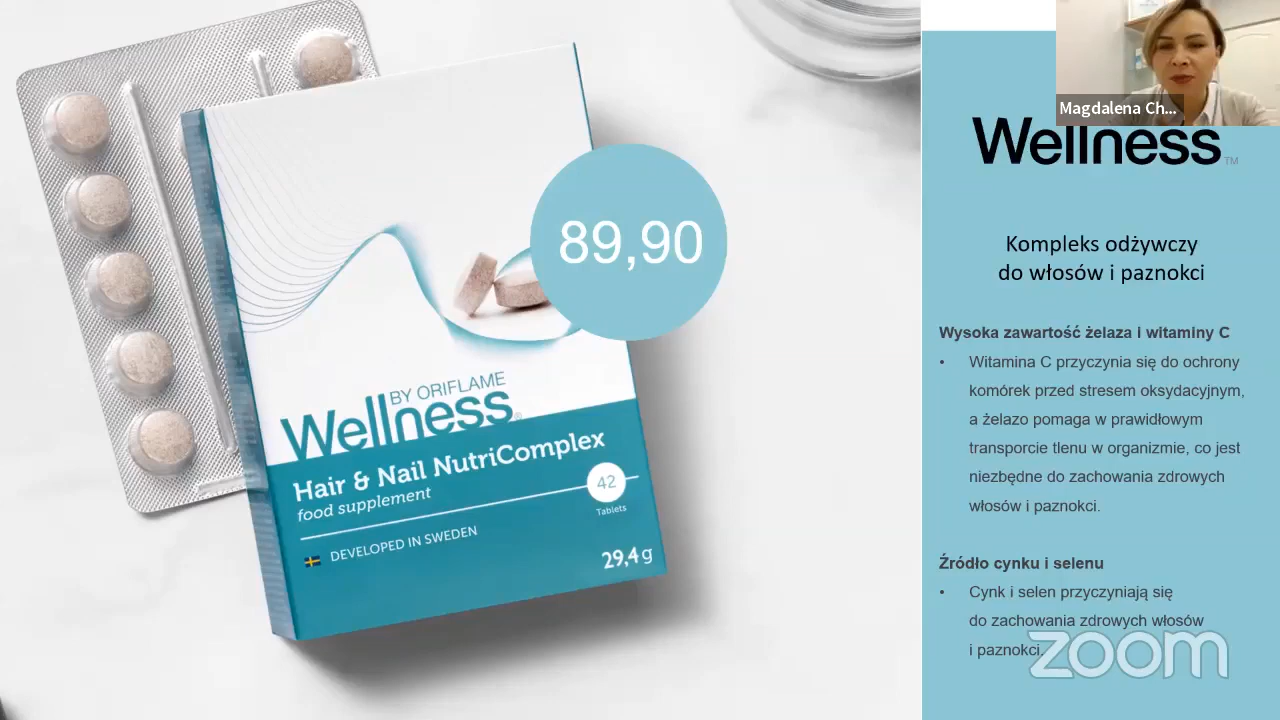 89,90
BY ORIFLAME
Wellness®
Hair & Nail NutriComplex
food supplement
42
Tablets
DEVELOPED IN SWEDEN
29,4g
Magdalena Ch...
Wellness™
Kompleks odżywczy
do włosów i paznokci
Wysoka zawartość żelaza i witaminy C
• Witamina C przyczynia się do ochrony
komórek przed stresem oksydacyjnym,
a żelazo pomaga w prawidłowym
transporcie tlenu w organizmie, co jest
niezbędne do zachowania zdrowych
włosów i paznokci.
Źródło cynku i selenu
• Cynk i selen przyczyniają się
do zachowania zdrowych włosów
i paznokci.
zoom